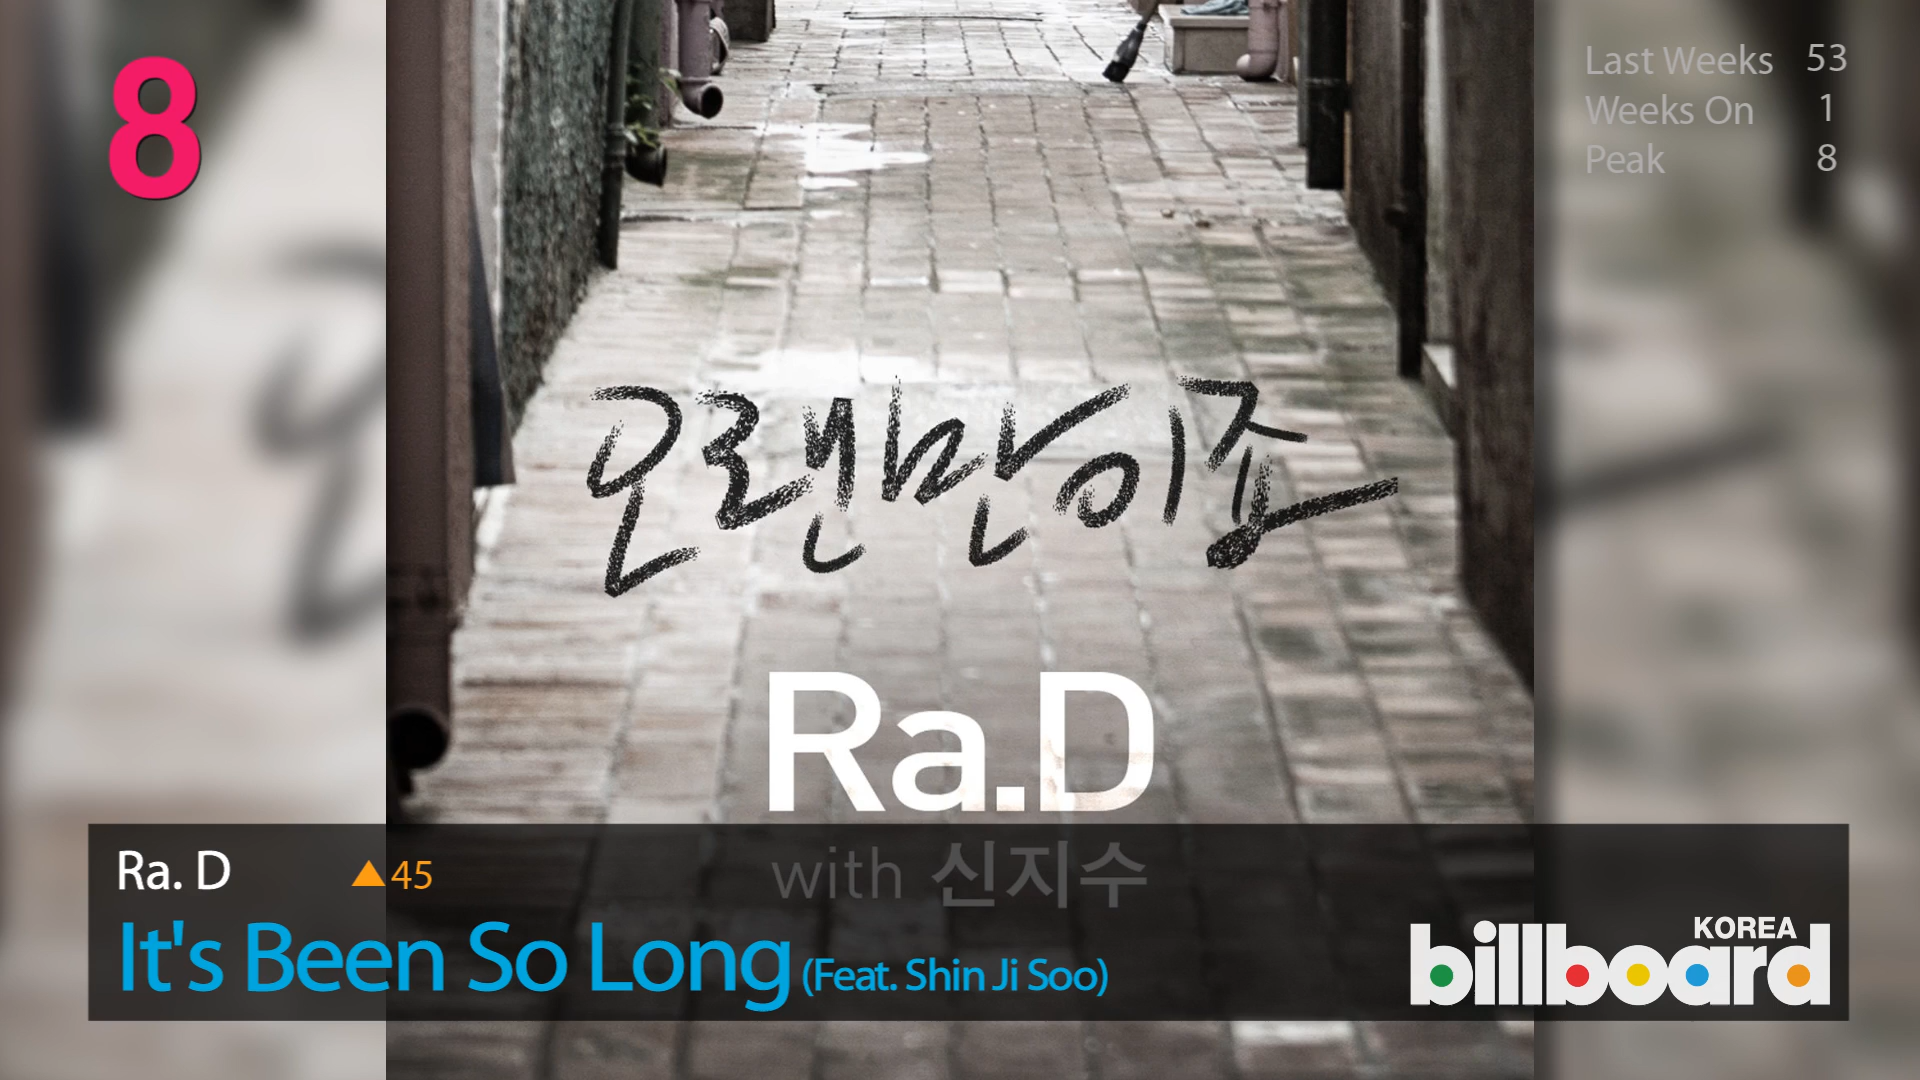 8
Last Weeks 53
Weeks On 1
Peak 8
오랜만이죠
Ra.D
with 신지수
Ra. D ▲45
It's Been So Long (Feat. Shin Ji Soo)
KOREA
billboard